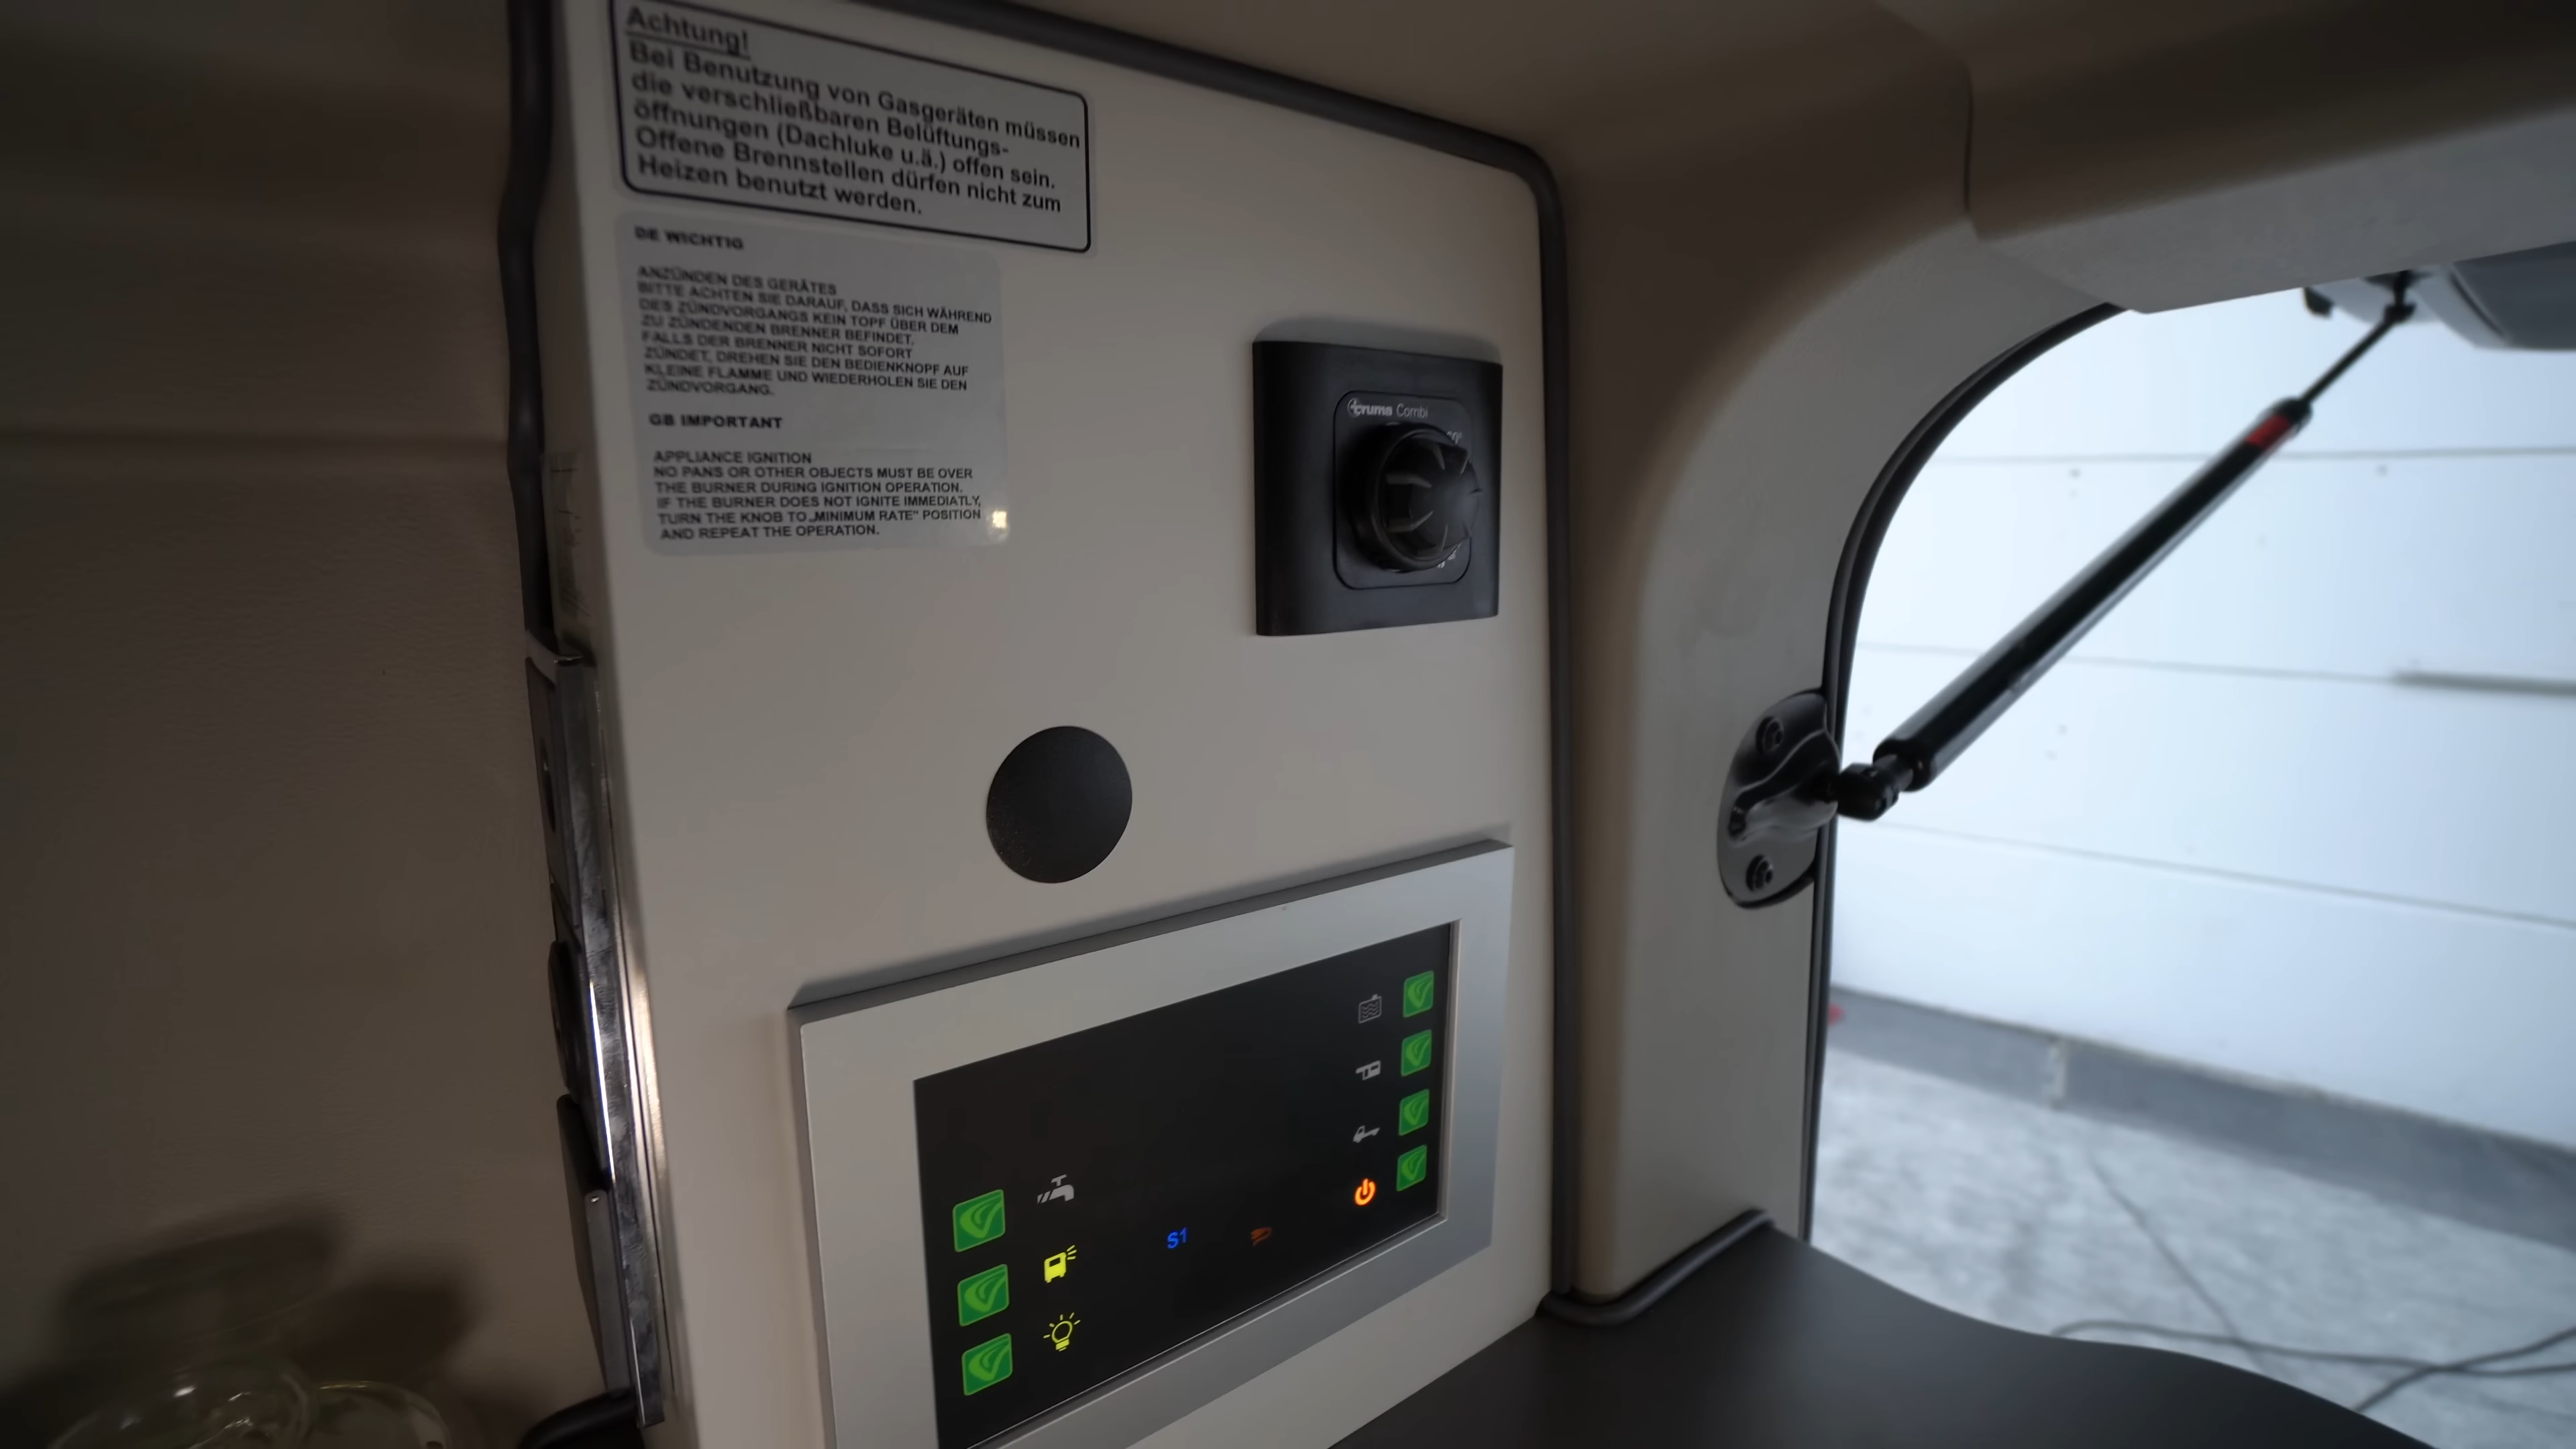 Achtung!
Bei Benutzung von Gasgeräten müssen
die verschließbaren Belüftungs-
öffnungen (Dachluke u.ä.) offen sein.
Offene Brennstellen dürfen nicht zum
Heizen benutzt werden.
DE WICHTIG
ANZÜNDEN DES GERÄTES
BITTE ACHTEN SIE DARAUF, DASS SICH WÄHREND
DES ZÜNDVORGANGS KEIN TOPF ÜBER DEM
ZU ZÜNDENDEN BRENNER BEFINDET.
FALLS DER BRENNER NICHT SOFORT
ZÜNDET, DREHEN SIE DEN BEDIENKNOPF AUF
KLEINE FLAMME UND WIEDERHOLEN SIE DEN
ZÜNDVORGANG.
GB IMPORTANT
APPLIANCE IGNITION
NO PANS OR OTHER OBJECTS MUST BE OVER
THE BURNER DURING IGNITION OPERATION.
IF THE BURNER DOES NOT IGNITE IMMEDIATLY,
TURN THE KNOB TO „MINIMUM RATE" POSITION
AND REPEAT THE OPERATION.
truma Combi
S1